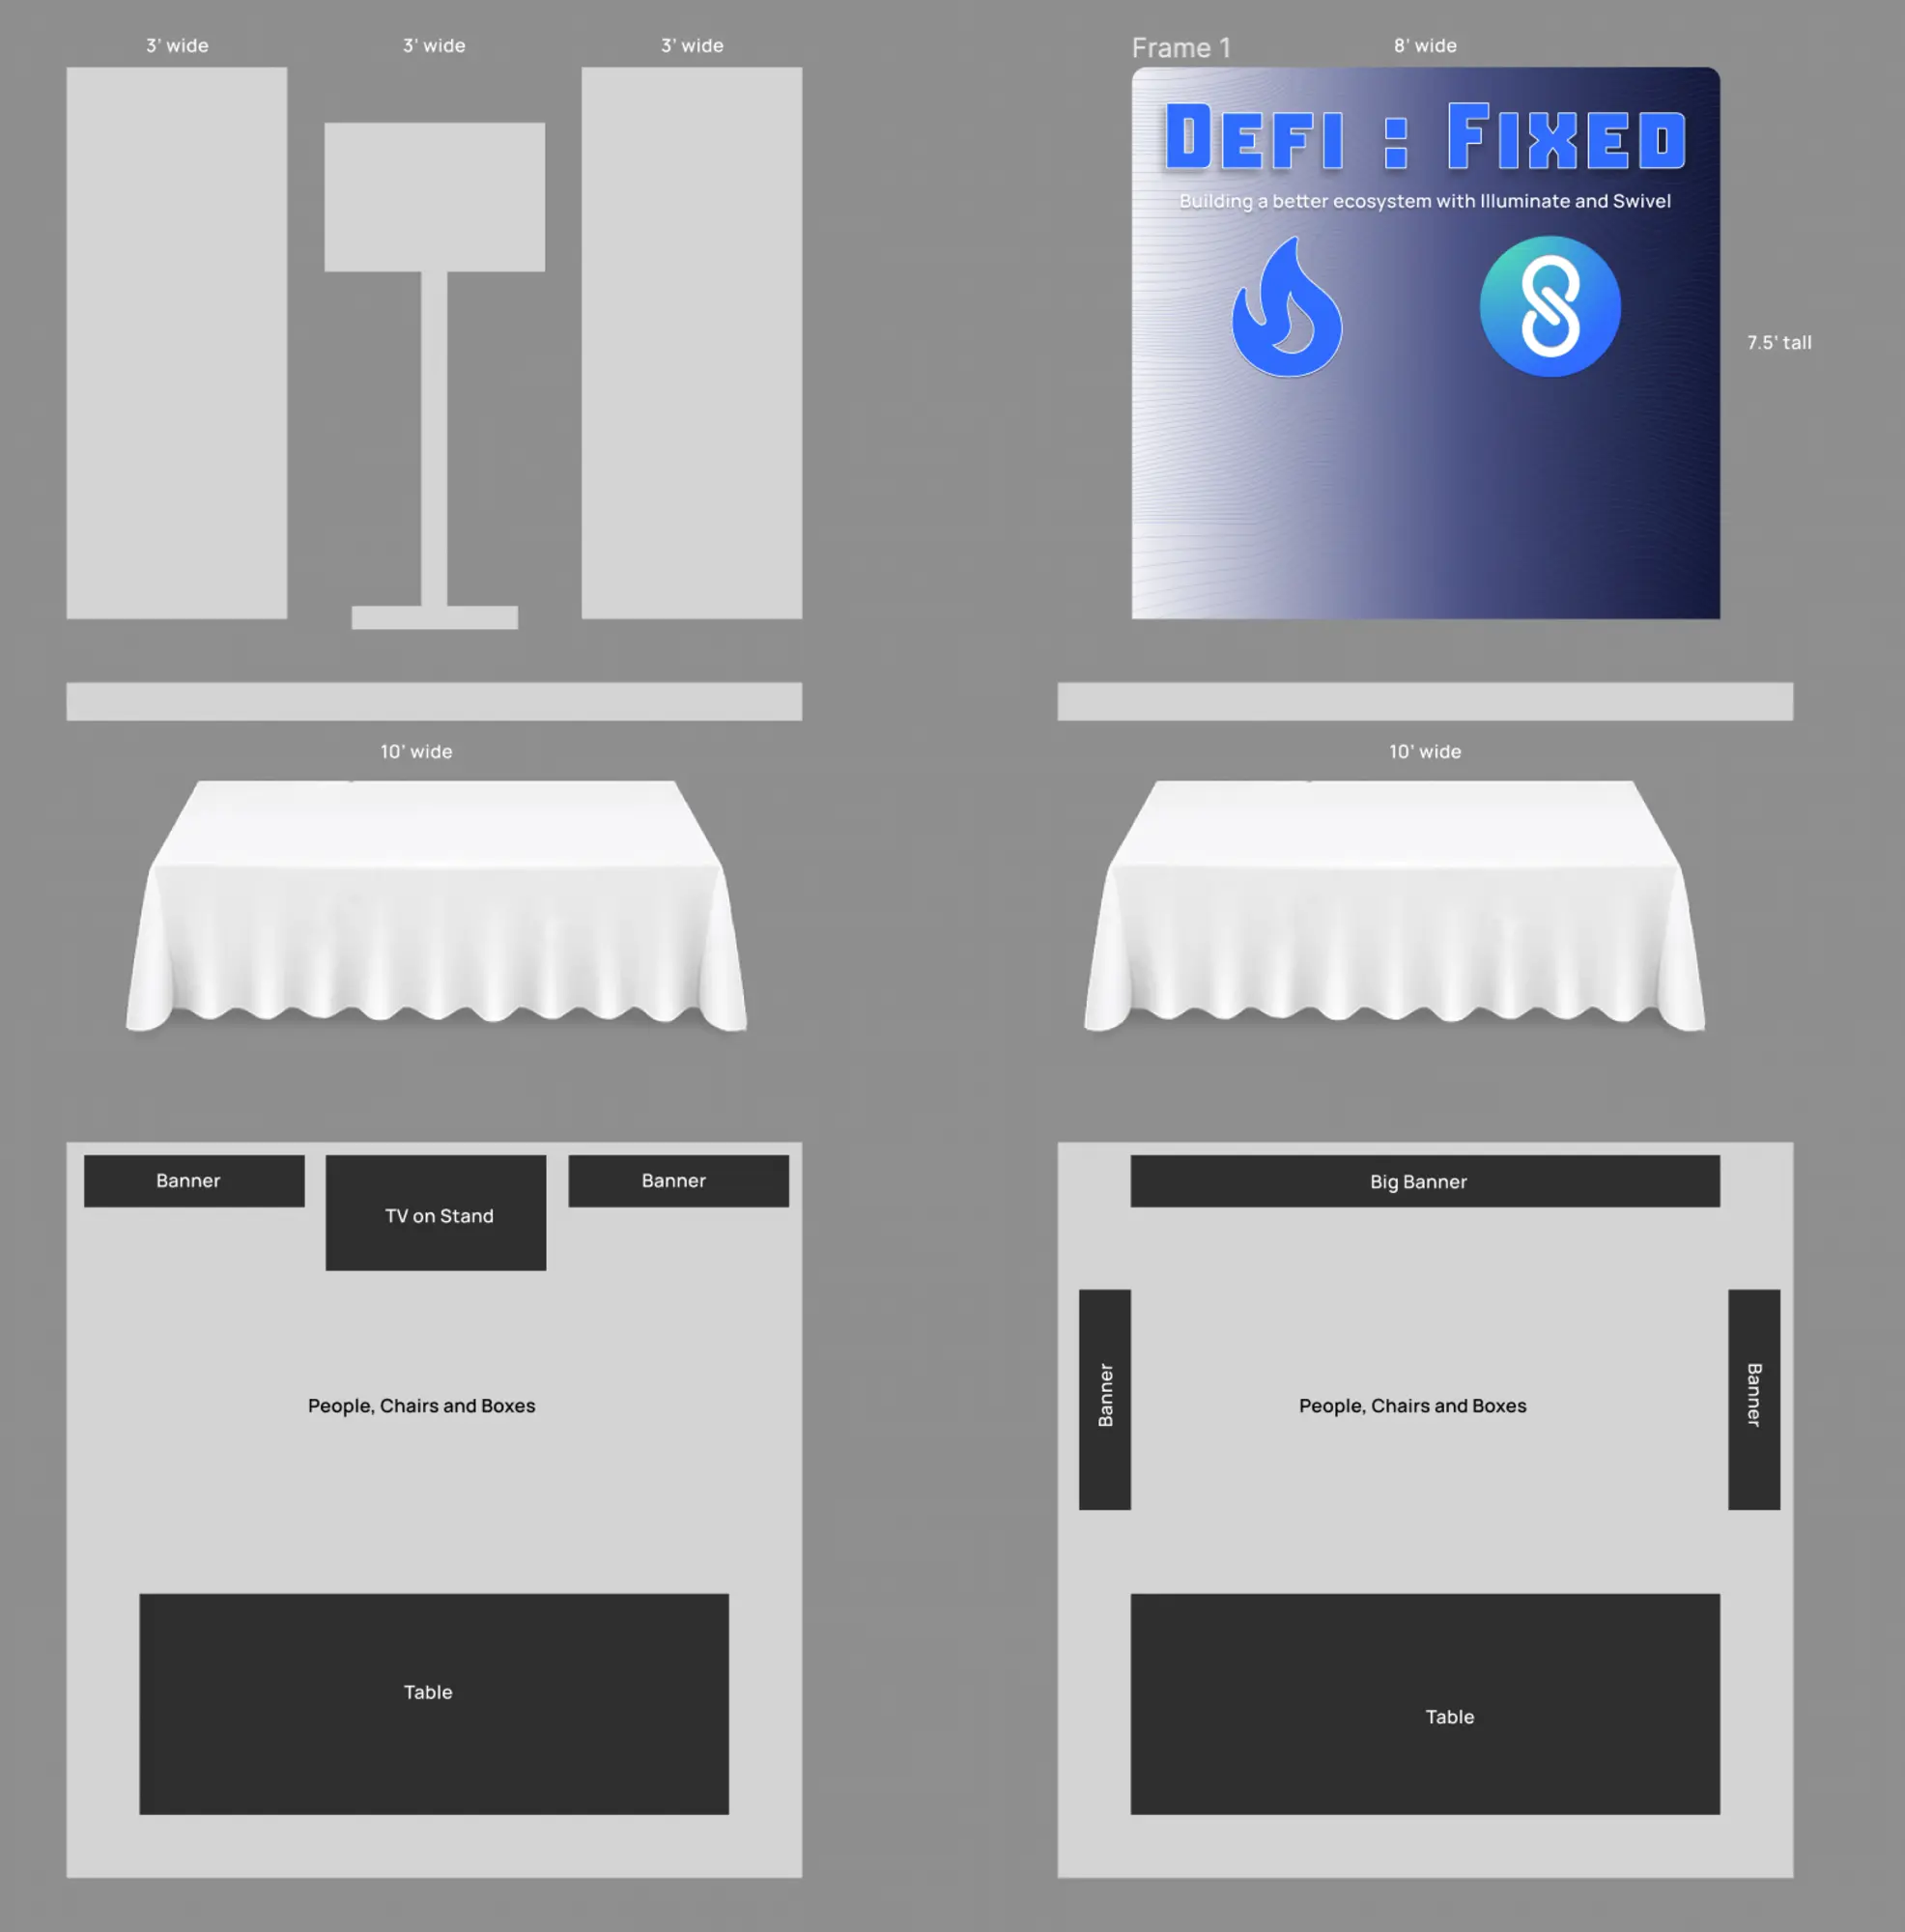 3' wide
3' wide
3' wide
Frame 1
8' wide
DEFI : FIXED
Building a better ecosystem with Illuminate and Swivel
7.5' tall
10' wide
10' wide
Banner
TV on Stand
Banner
People, Chairs and Boxes
Table
Big Banner
Banner
People, Chairs and Boxes
Banner
Table